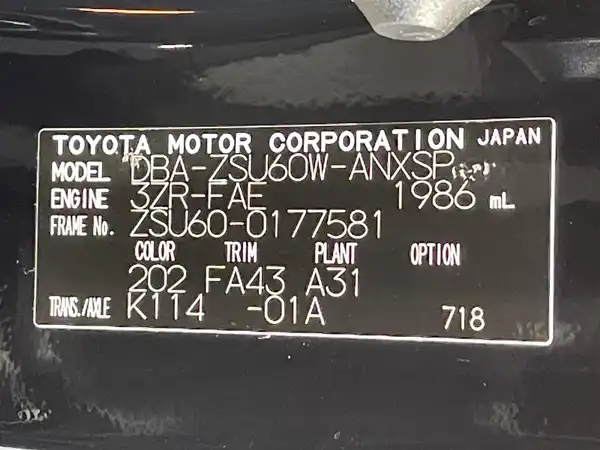 TOYOTA MOTOR CORPORATION JAPAN
MODEL DBA-ZSU60W-ANXSP
ENGINE 3ZR-FAE 1986 mL
FRAME No. ZSU60-0177581
COLOR TRIM PLANT OPTION
202 FA43 A31
TRANS./AXLE K114 -01A 718